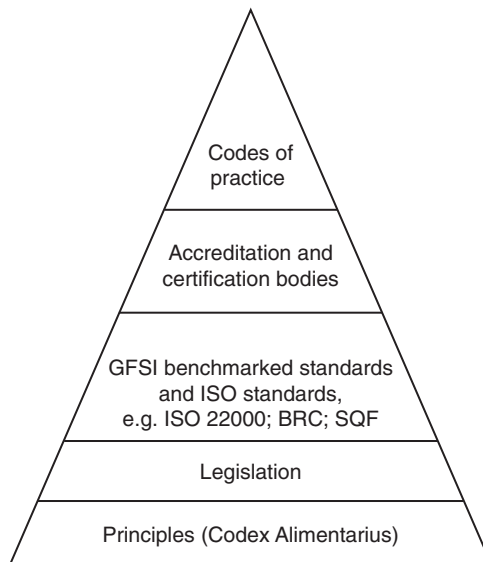 Codes of
practice
Accreditation and
certification bodies
GFSI benchmarked standards
and ISO standards,
e.g. ISO 22000; BRC; SQF
Legislation
Principles (Codex Alimentarius)